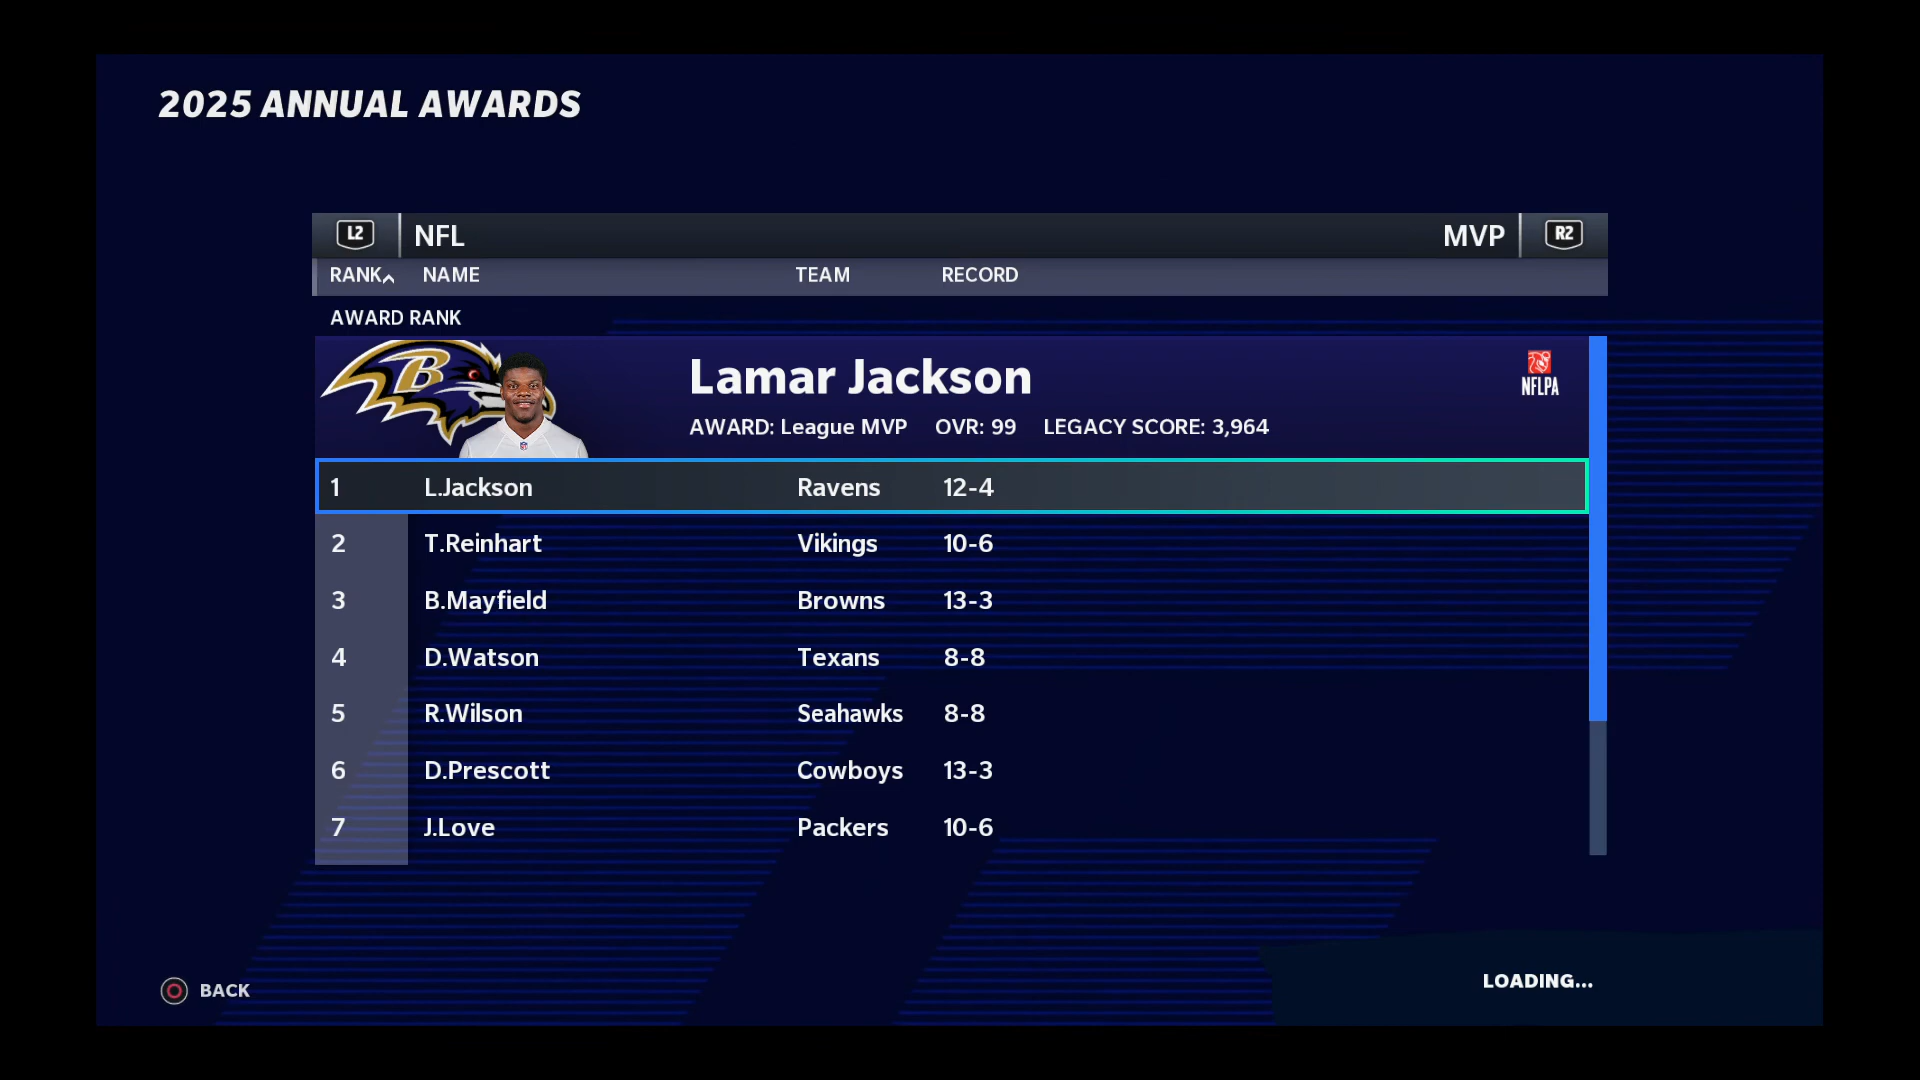 2025 ANNUAL AWARDS
L2 NFL MVP R2
RANK NAME TEAM RECORD
AWARD RANK
B
Lamar Jackson
NFLPA
AWARD: League MVP OVR: 99 LEGACY SCORE: 3,964
1 L.Jackson Ravens 12-4
2 T.Reinhart Vikings 10-6
3 B.Mayfield Browns 13-3
4 D.Watson Texans 8-8
5 R.Wilson Seahawks 8-8
6 D.Prescott Cowboys 13-3
7 J.Love Packers 10-6
BACK
LOADING...